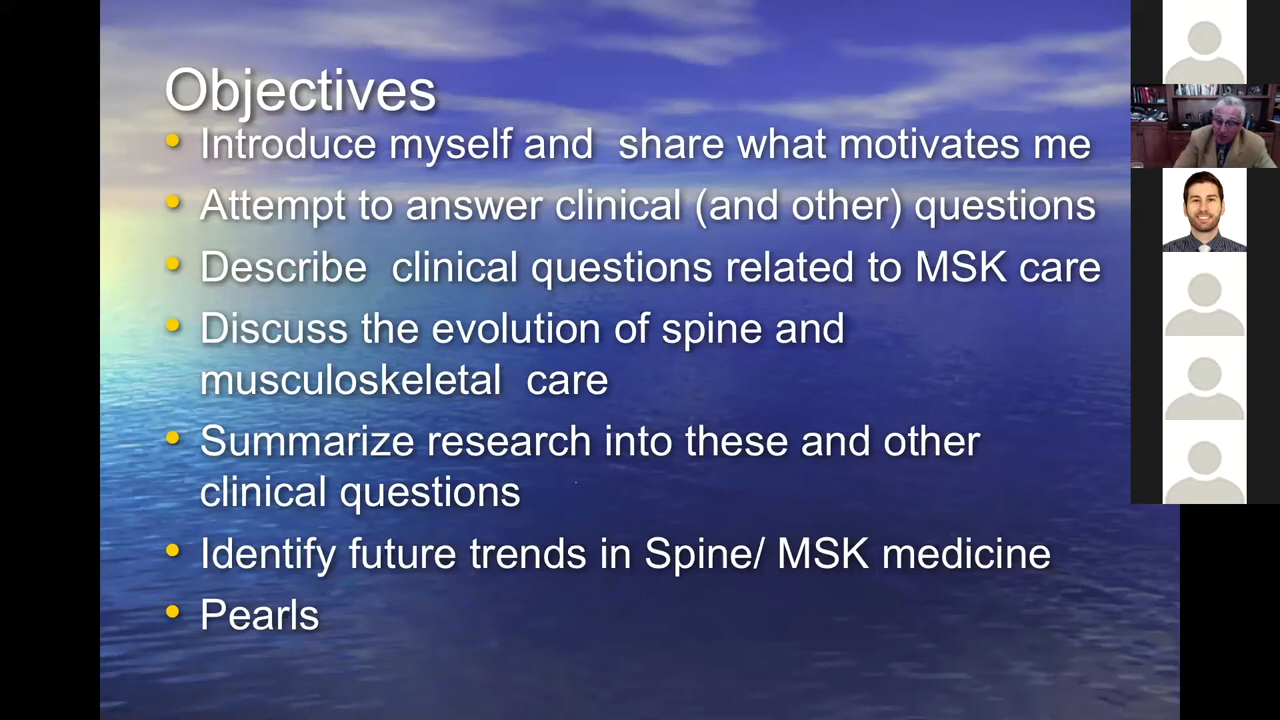 Objectives
Introduce myself and  share what motivates me
Attempt to answer clinical (and other) questions
Describe  clinical questions related to MSK care
Discuss the evolution of spine and
musculoskeletal  care
Summarize research into these and other
clinical questions
Identify future trends in Spine/ MSK medicine
Pearls